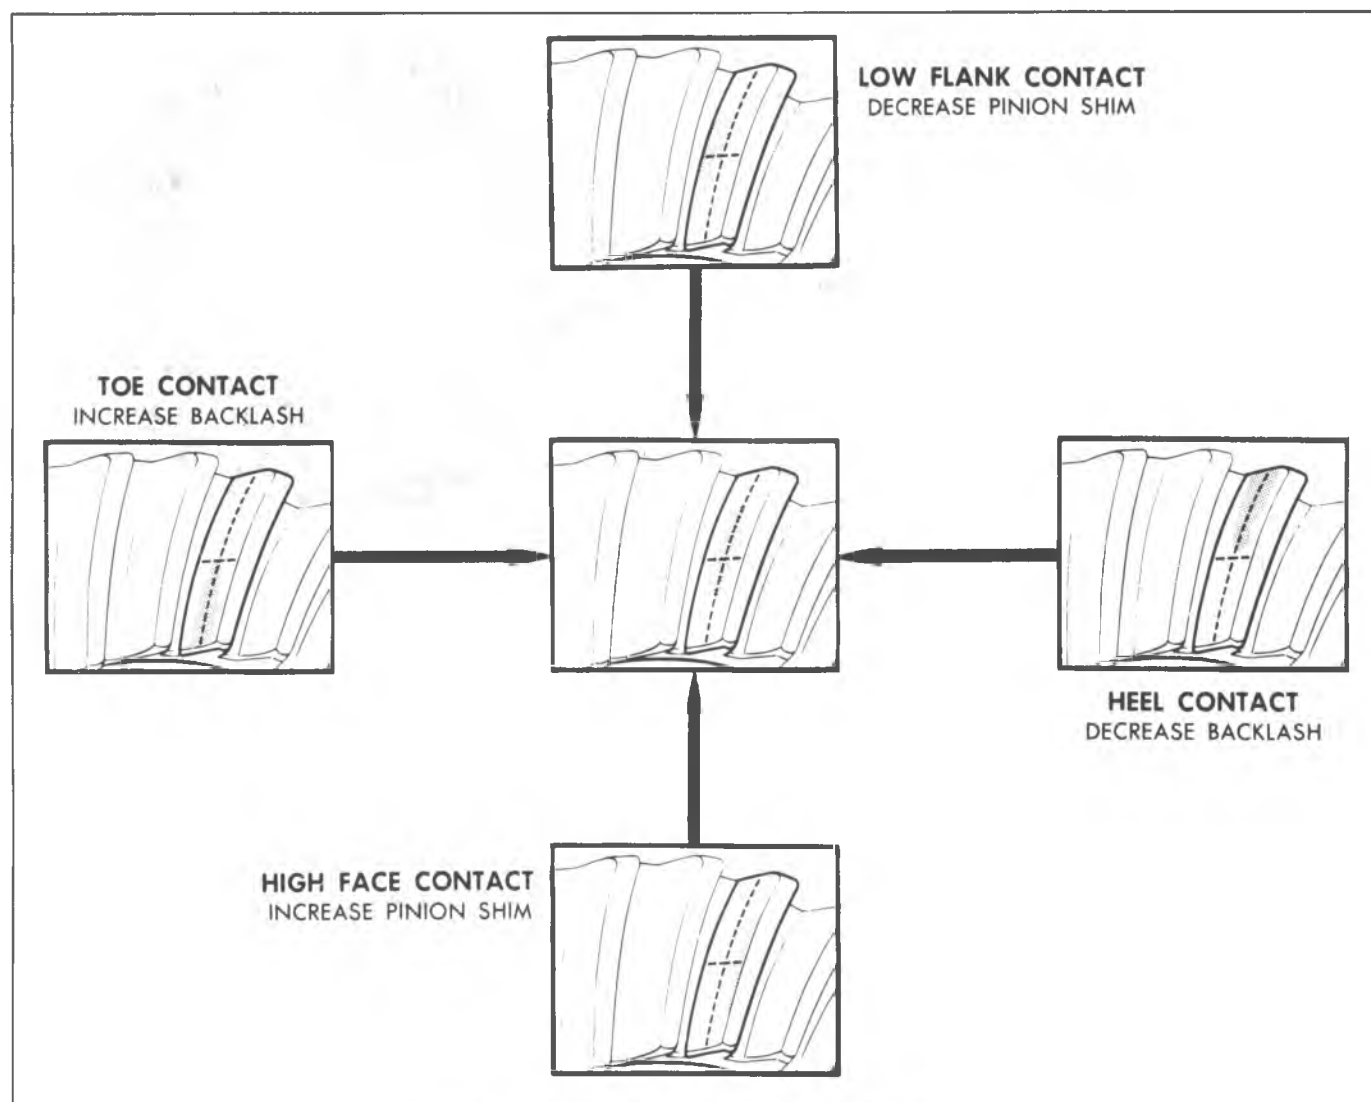 LOW FLANK CONTACT
DECREASE PINION SHIM
TOE CONTACT
INCREASE BACKLASH
HEEL CONTACT
DECREASE BACKLASH
HIGH FACE CONTACT
INCREASE PINION SHIM